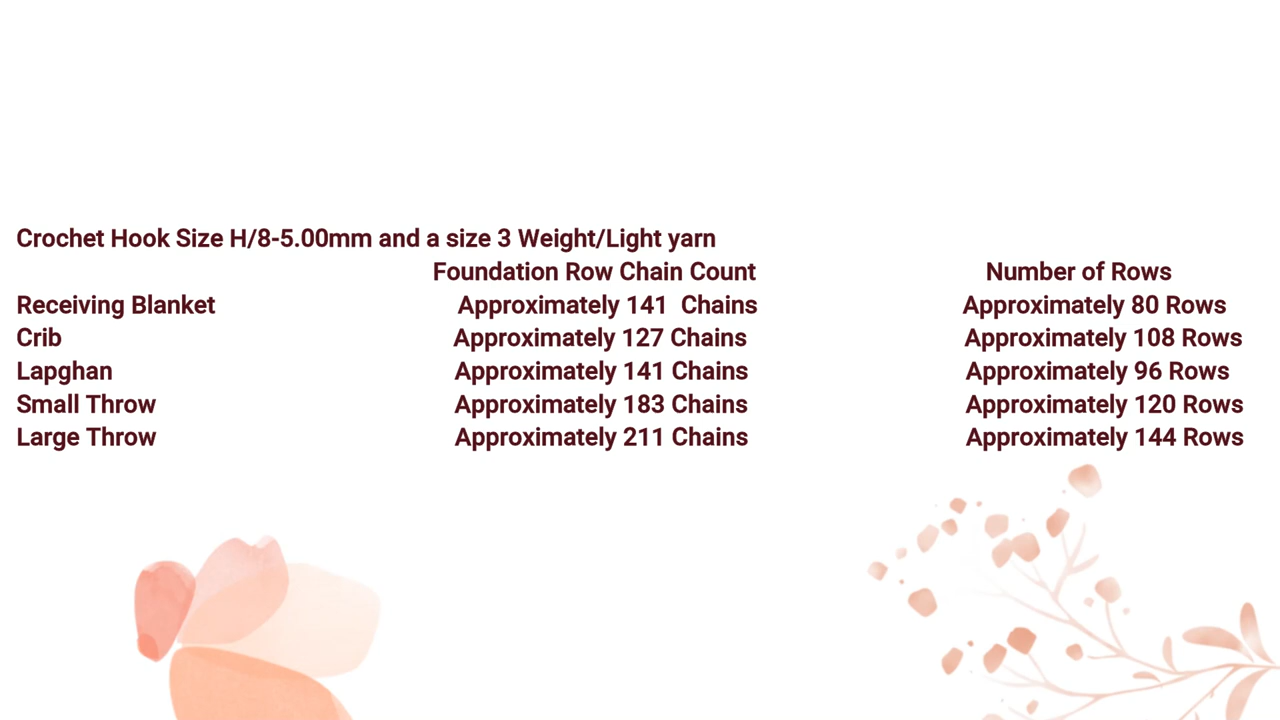 Crochet Hook Size H/8-5.00mm and a size 3 Weight/Light yarn
Foundation Row Chain Count Number of Rows
Receiving Blanket Approximately 141 Chains Approximately 80 Rows
Crib Approximately 127 Chains Approximately 108 Rows
Lapghan Approximately 141 Chains Approximately 96 Rows
Small Throw Approximately 183 Chains Approximately 120 Rows
Large Throw Approximately 211 Chains Approximately 144 Rows